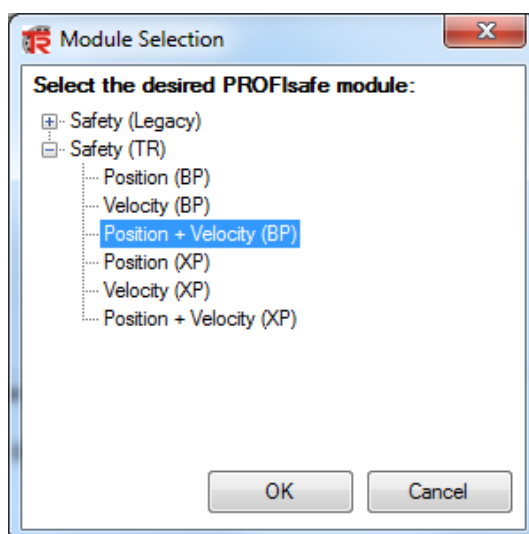 Module Selection
Select the desired PROFIsafe module:
Safety (Legacy)
Safety (TR)
Position (BP)
Velocity (BP)
Position + Velocity (BP)
Position (XP)
Velocity (XP)
Position + Velocity (XP)
OK
Cancel